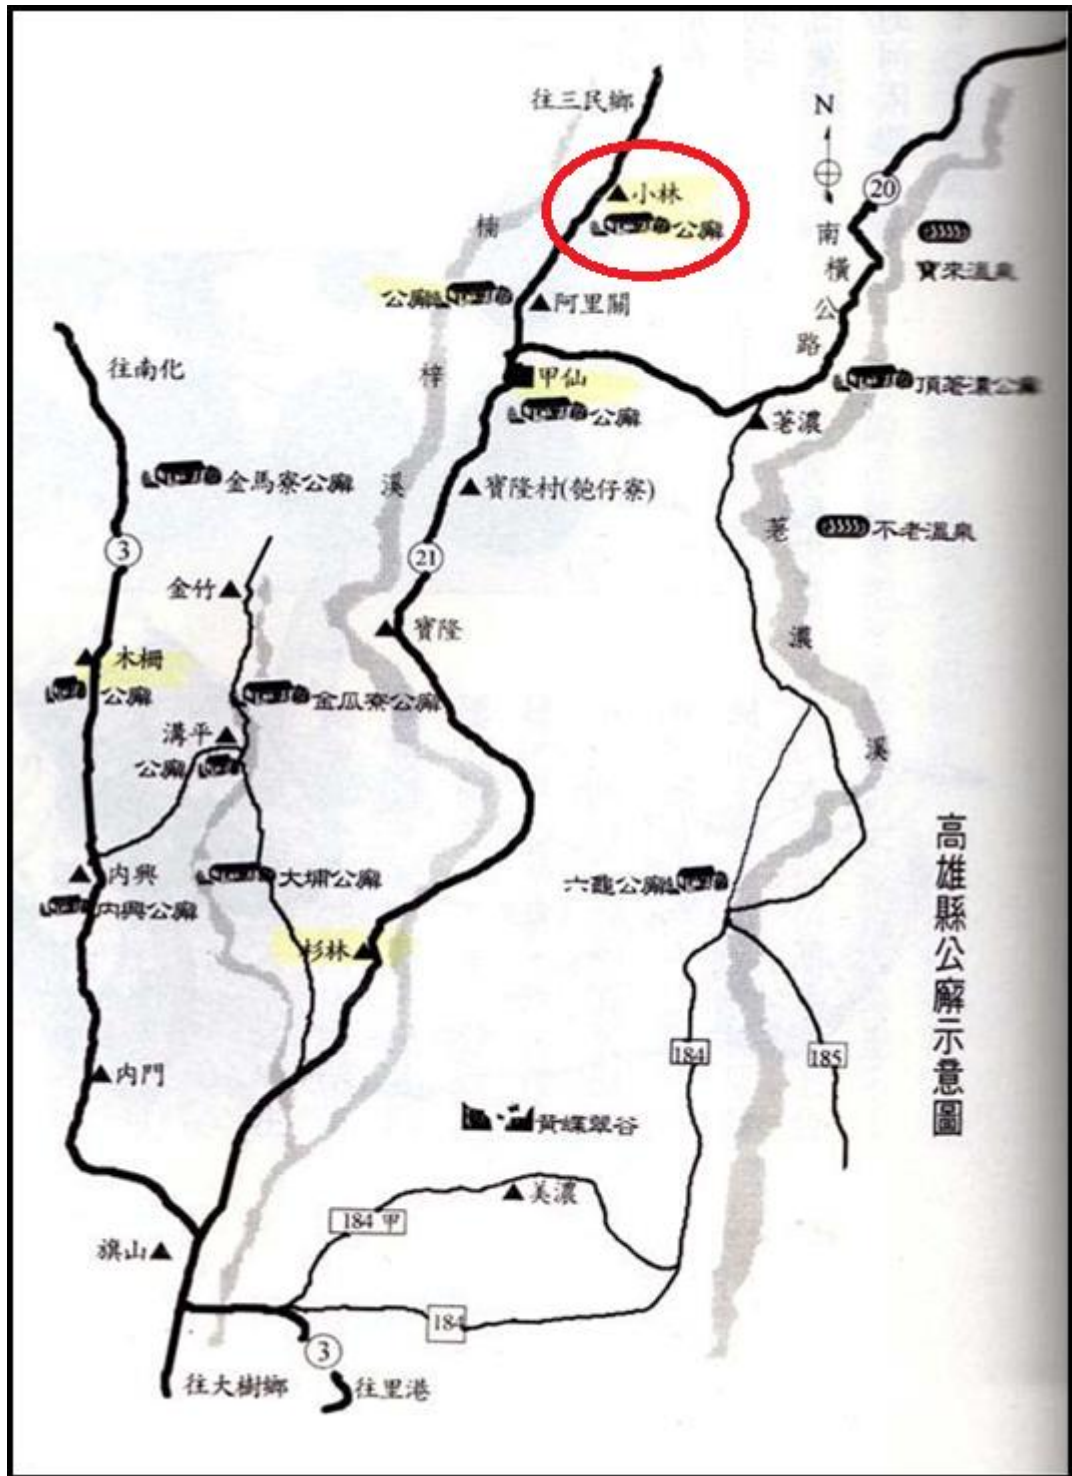 往三民鄉
N
20
小林
公廨
楠
南
橫
公
路
寶來溫泉
公廨
阿里關
往南化
梓
甲仙
公廨
頂荖濃公廨
荖濃
金馬寮公廨
溪
寶隆村(匏仔寮)
荖
不老溫泉
3
21
金竹
寶隆
濃
木柵
公廨
金瓜寮公廨
溝平
公廨
溪
高雄縣公廨示意圖
內興
內興公廨
大埔公廨
六龜公廨
杉林
184
185
內門
黃蝶翠谷
美濃
184甲
旗山
184
3
往大樹鄉
往里港